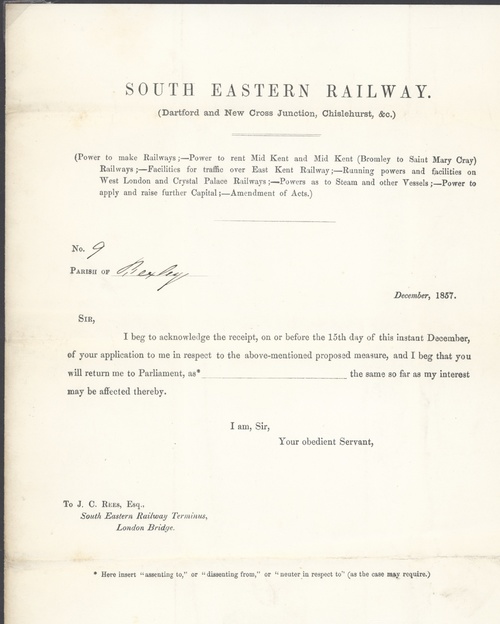 SOUTH EASTERN RAILWAY.
(Dartford and New Cross Junction, Chislehurst, &c.)
(Power to make Railways;—Power to rent Mid Kent and Mid Kent (Bromley to Saint Mary Cray)
Railways;—Facilities for traffic over East Kent Railway;—Running powers and facilities on
West London and Crystal Palace Railways;—Powers as to Steam and other Vessels;—Power to
apply and raise further Capital;—Amendment of Acts.)
No. 9
PARISH OF Bexley
December, 1857.
SIR,
I beg to acknowledge the receipt, on or before the 15th day of this instant December,
of your application to me in respect to the above-mentioned proposed measure, and I beg that you
will return me to Parliament, as* the same so far as my interest
may be affected thereby.
I am, Sir,
Your obedient Servant,
To J. C. REES, Esq.,
South Eastern Railway Terminus,
London Bridge.
* Here insert "assenting to," or "dissenting from," or "neuter in respect to" (as the case may require.)